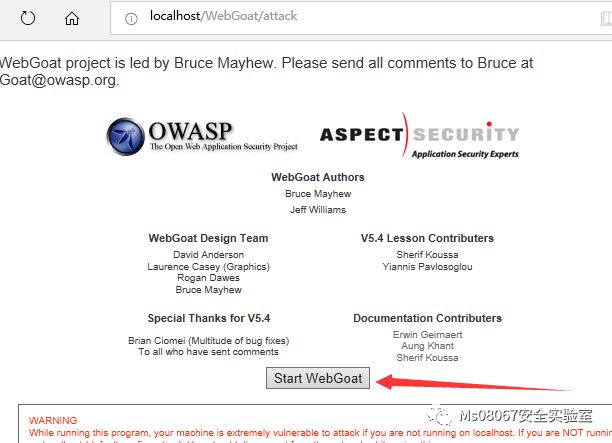 localhost/WebGoat/attack
WebGoat project is led by Bruce Mayhew. Please send all comments to Bruce at
Goat@owasp.org.
OWASP
The Open Web Application Security Project
ASPECT SECURITY
Application Security Experts
WebGoat Authors
Bruce Mayhew
Jeff Williams
WebGoat Design Team
David Anderson
Laurence Casey (Graphics)
Rogan Dawes
Bruce Mayhew
V5.4 Lesson Contributers
Sherif Koussa
Yiannis Pavlosoglou
Special Thanks for V5.4
Brian Ciomei (Multitude of bug fixes)
To all who have sent comments
Documentation Contributers
Erwin Geirnaert
Aung Khant
Sherif Koussa
Start WebGoat
Ms08067安全实验室
WARNING
While running this program, your machine is extremely vulnerable to attack if you are not running on localhost. If you are NOT